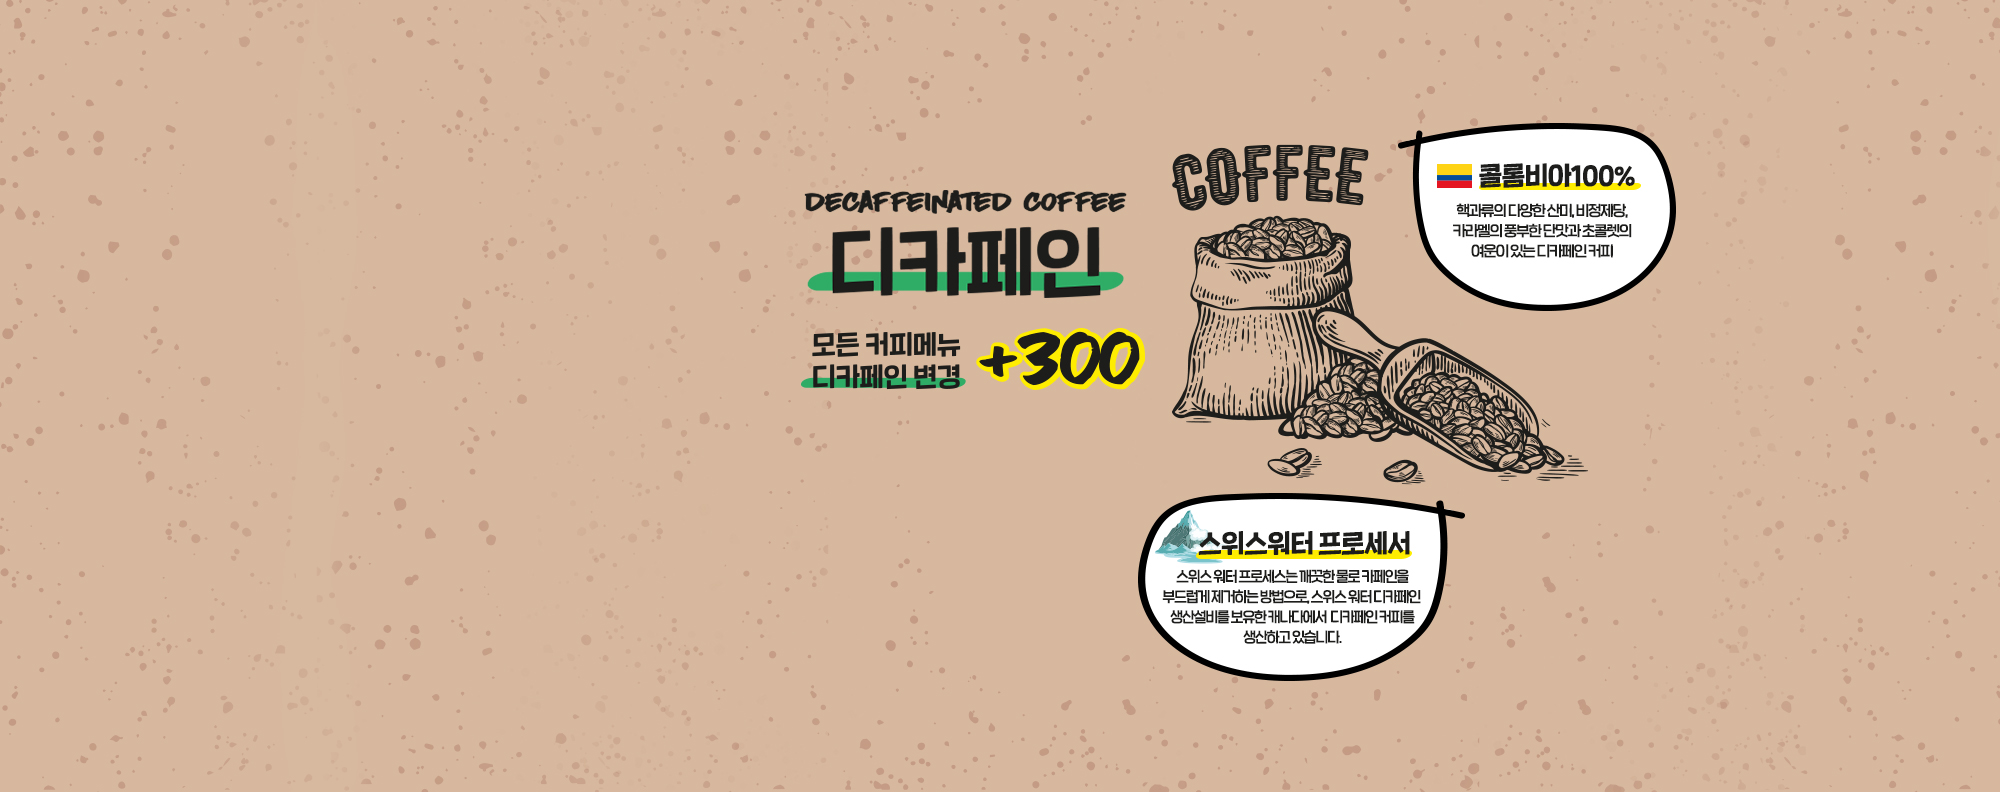 DECAFFEINATED COFFEE
디카페인
모든 커피메뉴
디카페인 변경
+300
COFFEE
콜롬비아100%
핵과류의 다양한 산미, 비정제당,
카라멜의 풍부한 단맛과 초콜렛의
여운이 있는 디카페인 커피
스위스워터 프로세서
스위스 워터 프로세스는 깨끗한 물로 카페인을
부드럽게 제거하는 방법으로, 스위스 워터 디카페인
생산설비를 보유한 캐나다에서 디카페인 커피를
생산하고 있습니다.